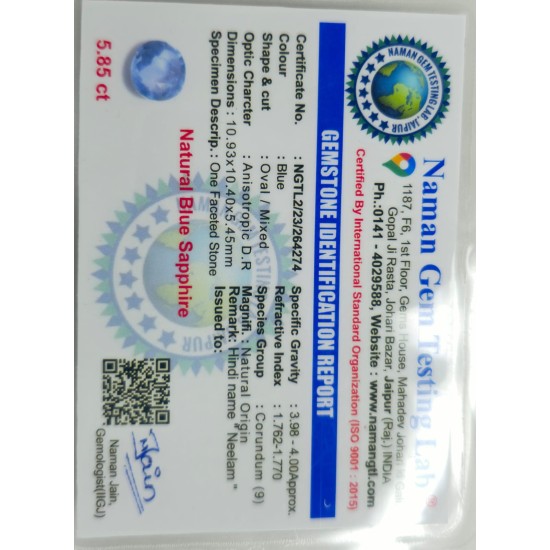 Naman Gem Testing Lab®
1187, F6, 1st Floor, Gems House, Mahadev Johari
Gopal Ji Rasta, Johari Bazar, Jaipur (Raj.) INDIA
Ph.:0141 - 4029588, Website : www.namangtl.com
Certified By International Standard Organization (ISO 9001 : 2015)
NAMAN GEM TESTING LAB, JAIPUR
GEMSTONE IDENTIFICATION REPORT
Certificate No. : NGTL2/23/264274
Colour : Blue
Shape & cut : Oval / Mixed
Optic Charcter : Anisotropic D.R
Dimensions : 10.93x10.40x5.45mm
Specimen Descrip.: One Faceted Stone
Specific Gravity : 3.98 - 4.00Approx.
Refractive Index : 1.762-1.770
Species Group : Corundum (9)
Magnifi. : Natural Origin
Remark: Hindi name "Neelam"
Issued to:
5.85 ct
Natural Blue Sapphire
Naman Jain,
Gemologist(IIGJ)